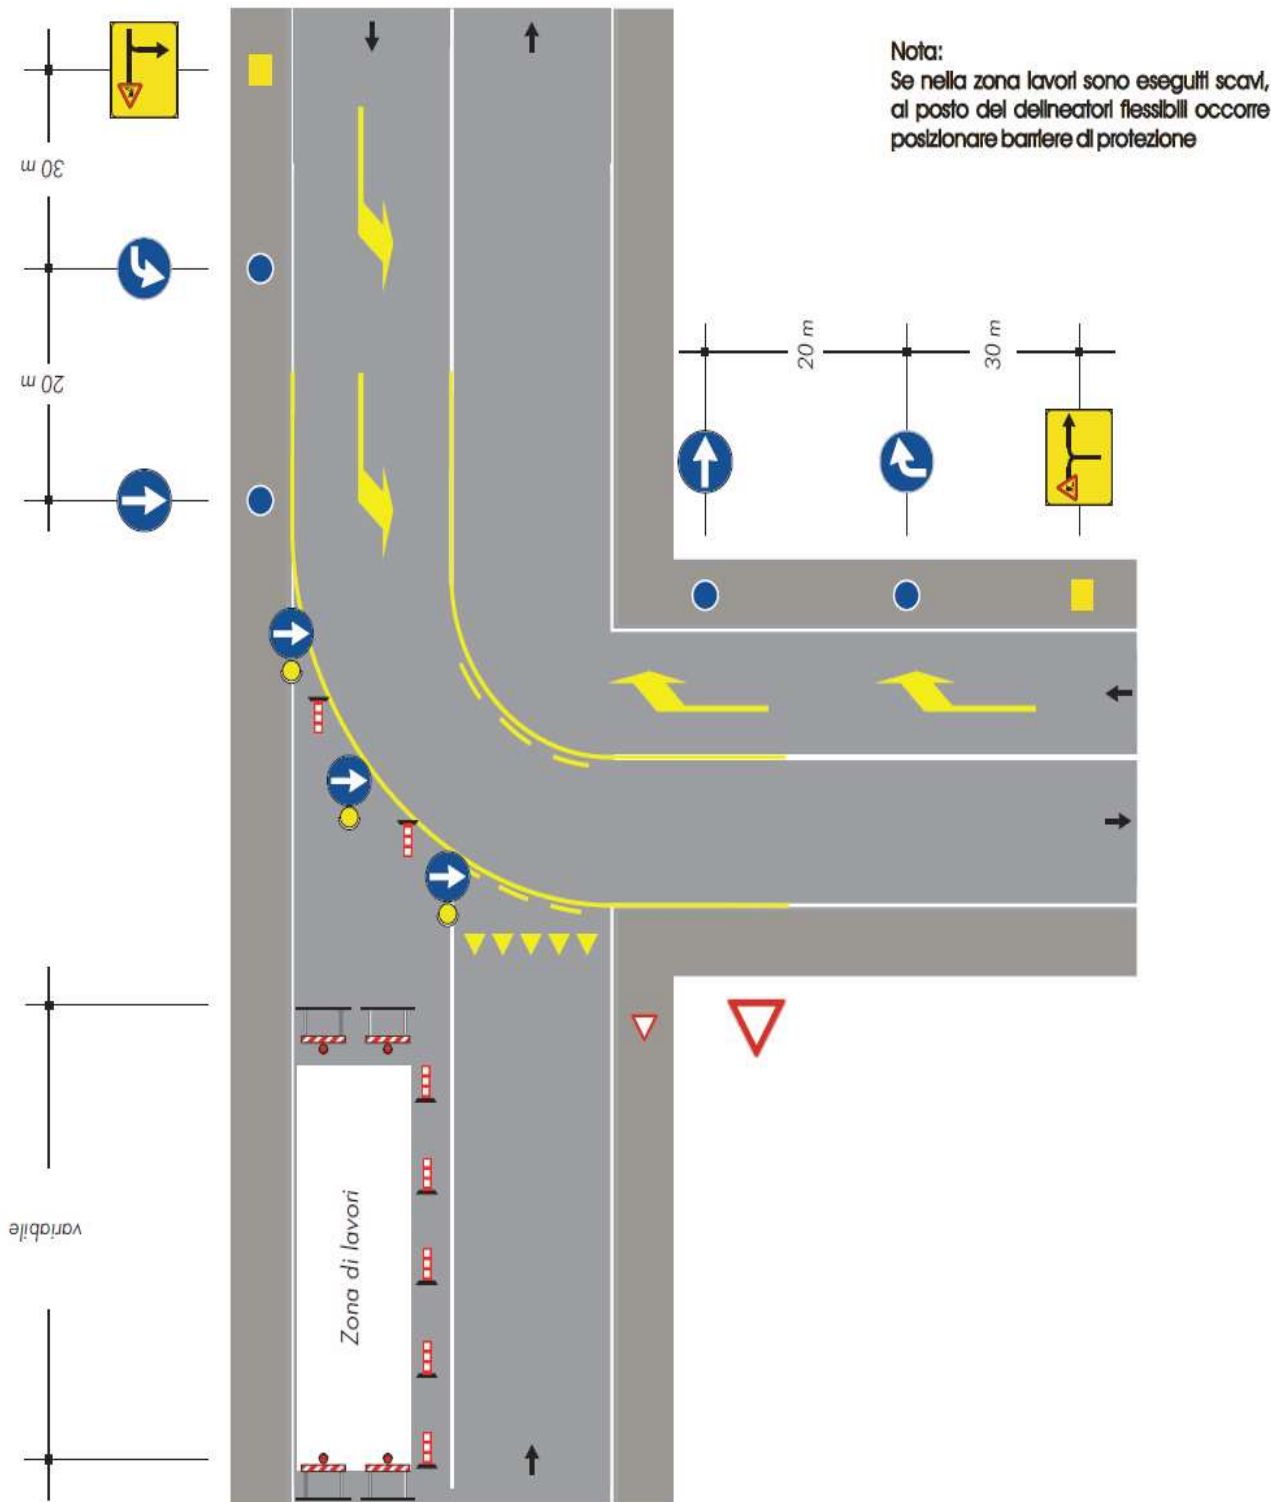 Nota:
Se nella zona lavori sono eseguiti scavi,
al posto dei delineatori flessibili occorre
posizionare barriere di protezione
30 m
20 m
20 m
30 m
variabile
Zona di lavori